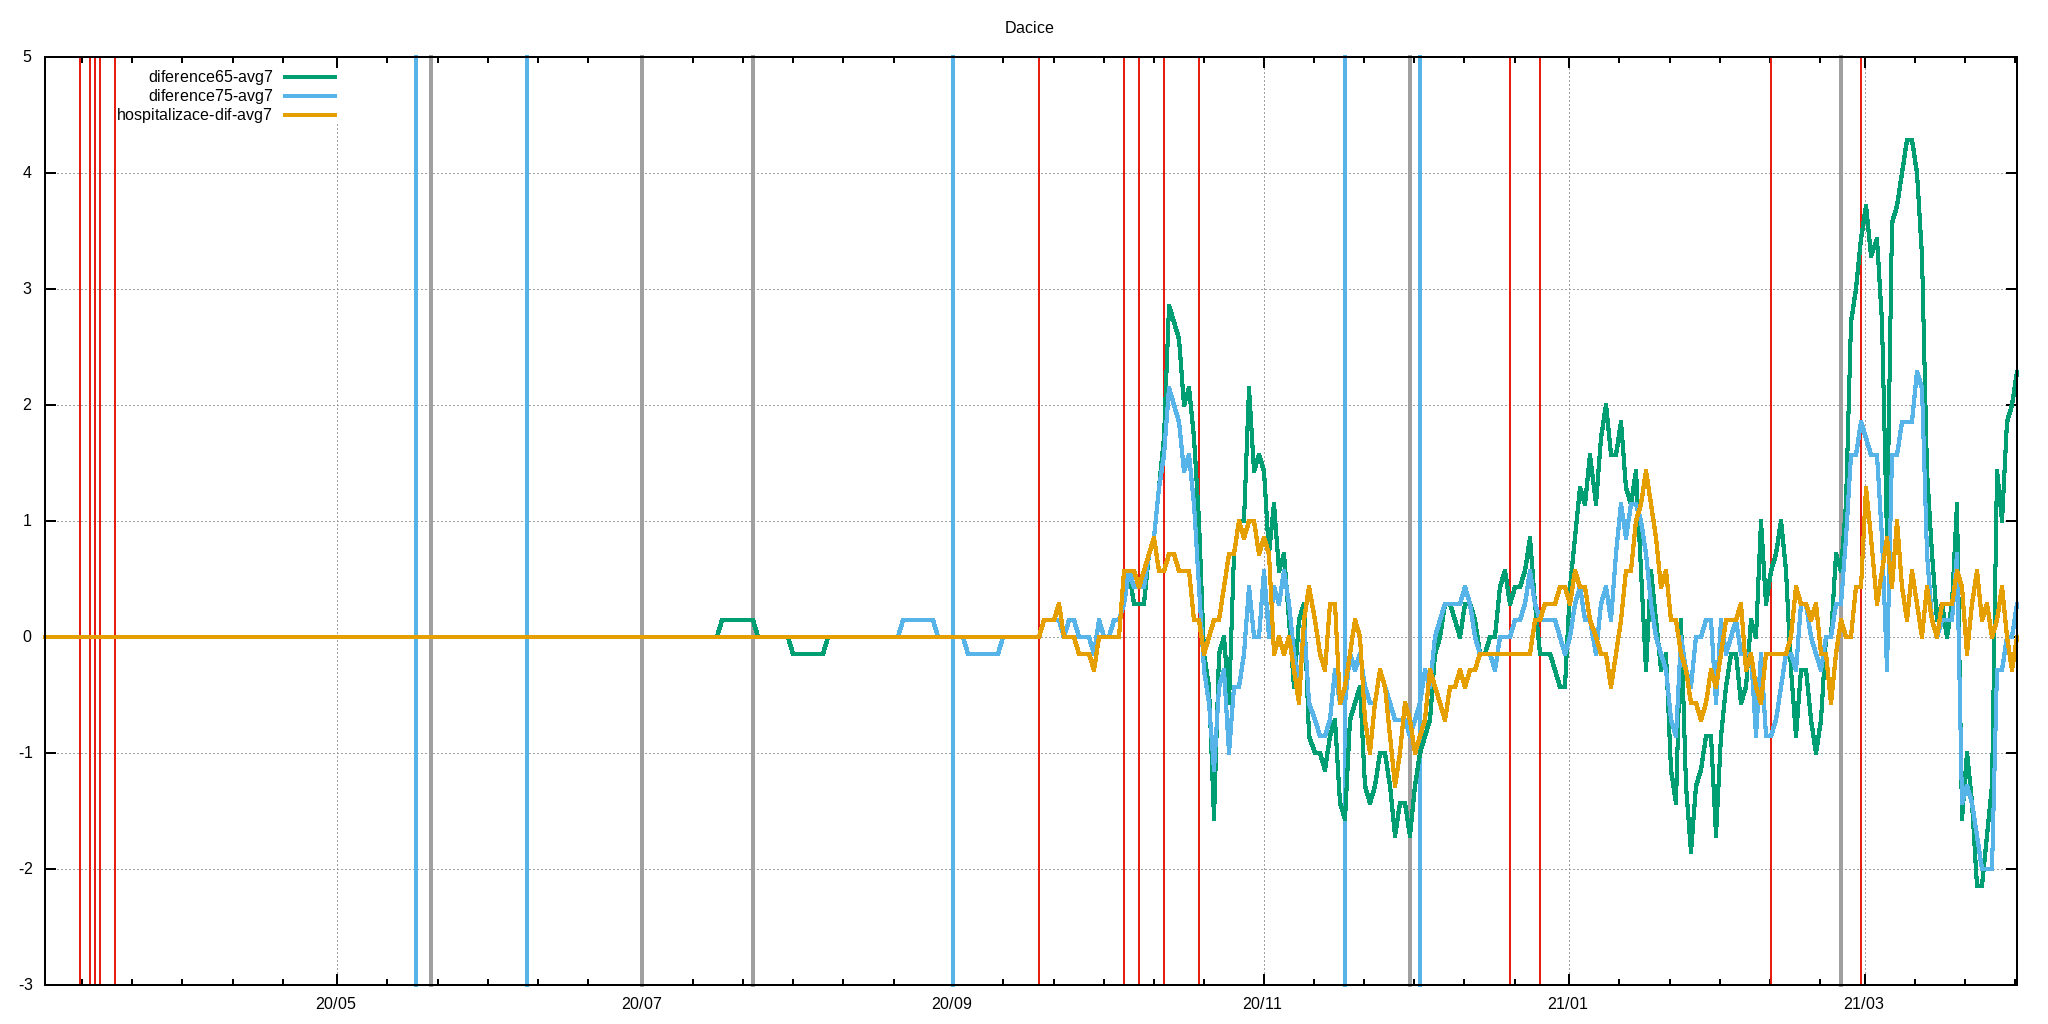 Dacice
5
diference65-avg7
diference75-avg7
hospitalizace-dif-avg7
4
3
2
1
0
-1
-2
-3
20/05 20/07 20/09 20/11 21/01 21/03